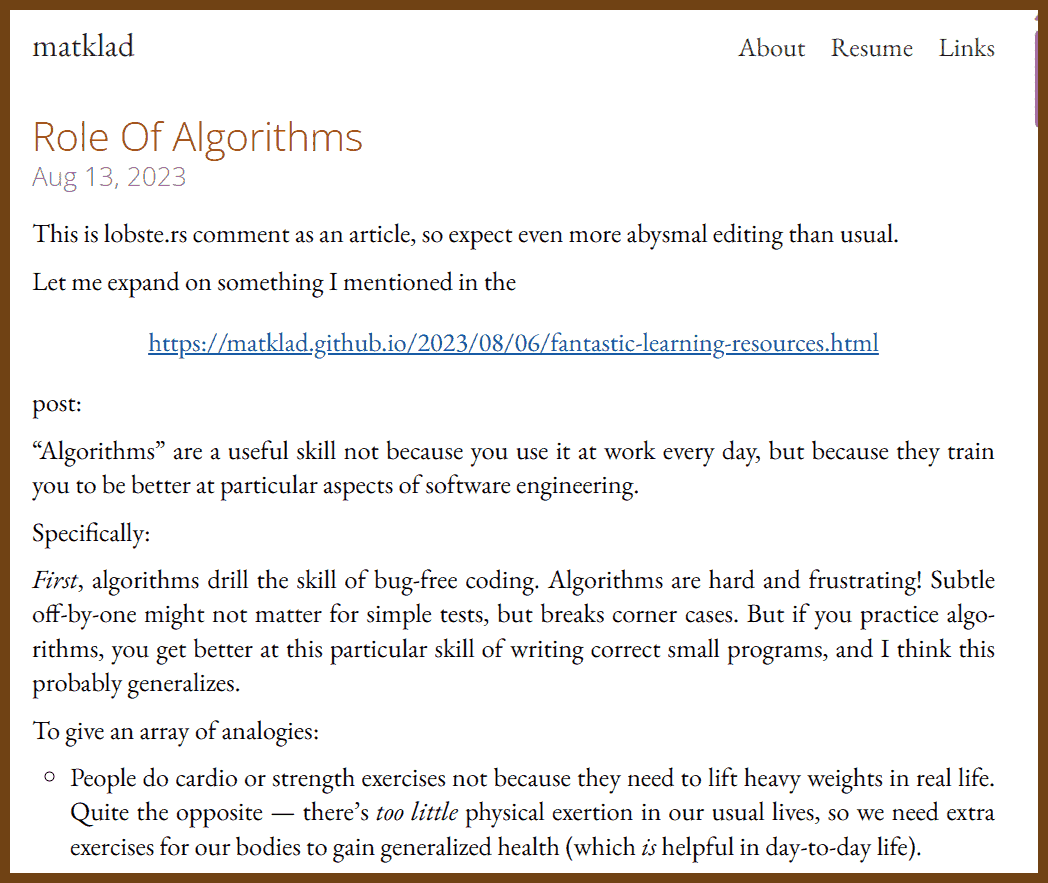 matklad
About Resume Links
Role Of Algorithms
Aug 13, 2023
This is lobste.rs comment as an article, so expect even more abysmal editing than usual.
Let me expand on something I mentioned in the
https://matklad.github.io/2023/08/06/fantastic-learning-resources.html
post:
“Algorithms” are a useful skill not because you use it at work every day, but because they train
you to be better at particular aspects of software engineering.
Specifically:
First, algorithms drill the skill of bug-free coding. Algorithms are hard and frustrating! Subtle
off-by-one might not matter for simple tests, but breaks corner cases. But if you practice algo-
rithms, you get better at this particular skill of writing correct small programs, and I think this
probably generalizes.
To give an array of analogies:
People do cardio or strength exercises not because they need to lift heavy weights in real life.
Quite the opposite — there’s too little physical exertion in our usual lives, so we need extra
exercises for our bodies to gain generalized health (which is helpful in day-to-day life).